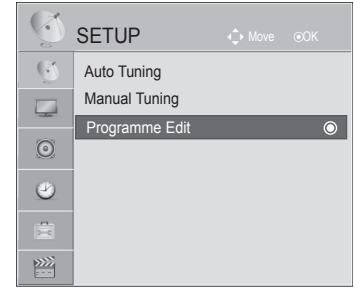 SETUP
Move
OK
Auto Tuning
Manual Tuning
Programme Edit